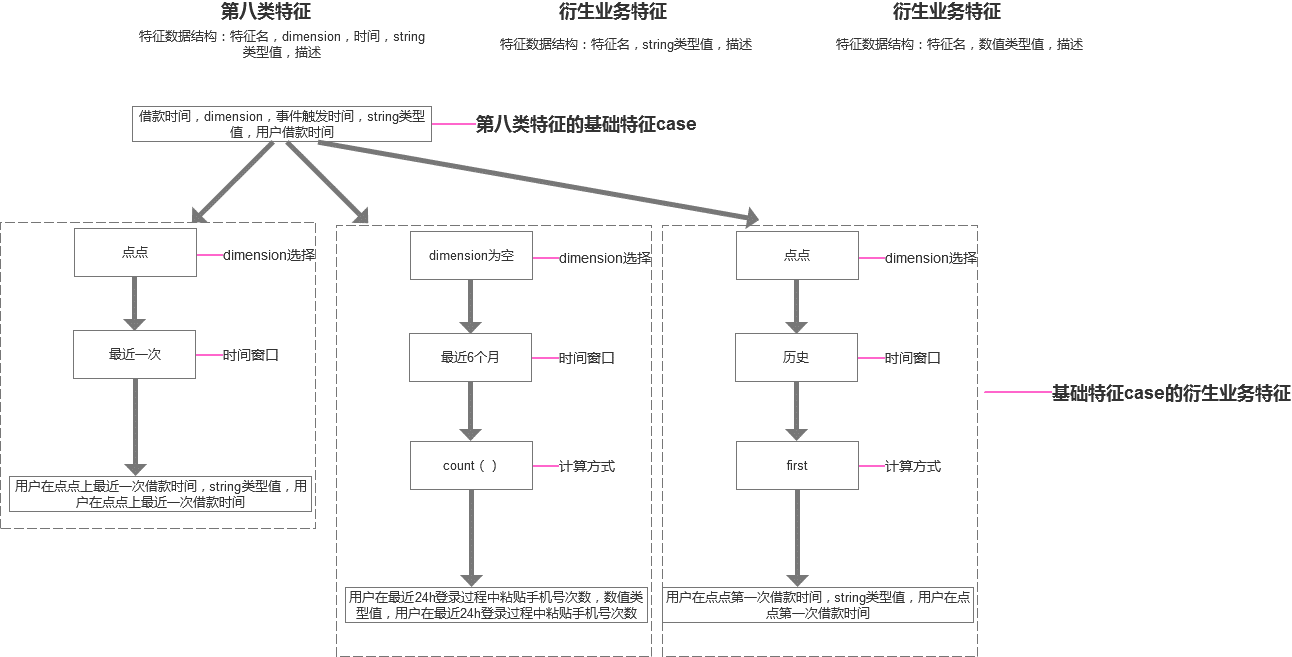 第八类特征
特征数据结构：特征名，dimension，时间，string
类型值，描述
衍生业务特征
特征数据结构：特征名，string类型值，描述
衍生业务特征
特征数据结构：特征名，数值类型值，描述
借款时间，dimension，事件触发时间，string类型
值，用户借款时间
第八类特征的基础特征case
点点
dimension选择
最近一次
时间窗口
用户在点点上最近一次借款时间，string类型值，用
户在点点上最近一次借款时间
dimension为空
dimension选择
最近6个月
时间窗口
count（ ）
计算方式
用户在最近24h登录过程中粘贴手机号次数，数值类
型值，用户在最近24h登录过程中粘贴手机号次数
点点
dimension选择
历史
时间窗口
first
计算方式
用户在点点第一次借款时间，string类型值，用户在点
点第一次借款时间
基础特征case的衍生业务特征